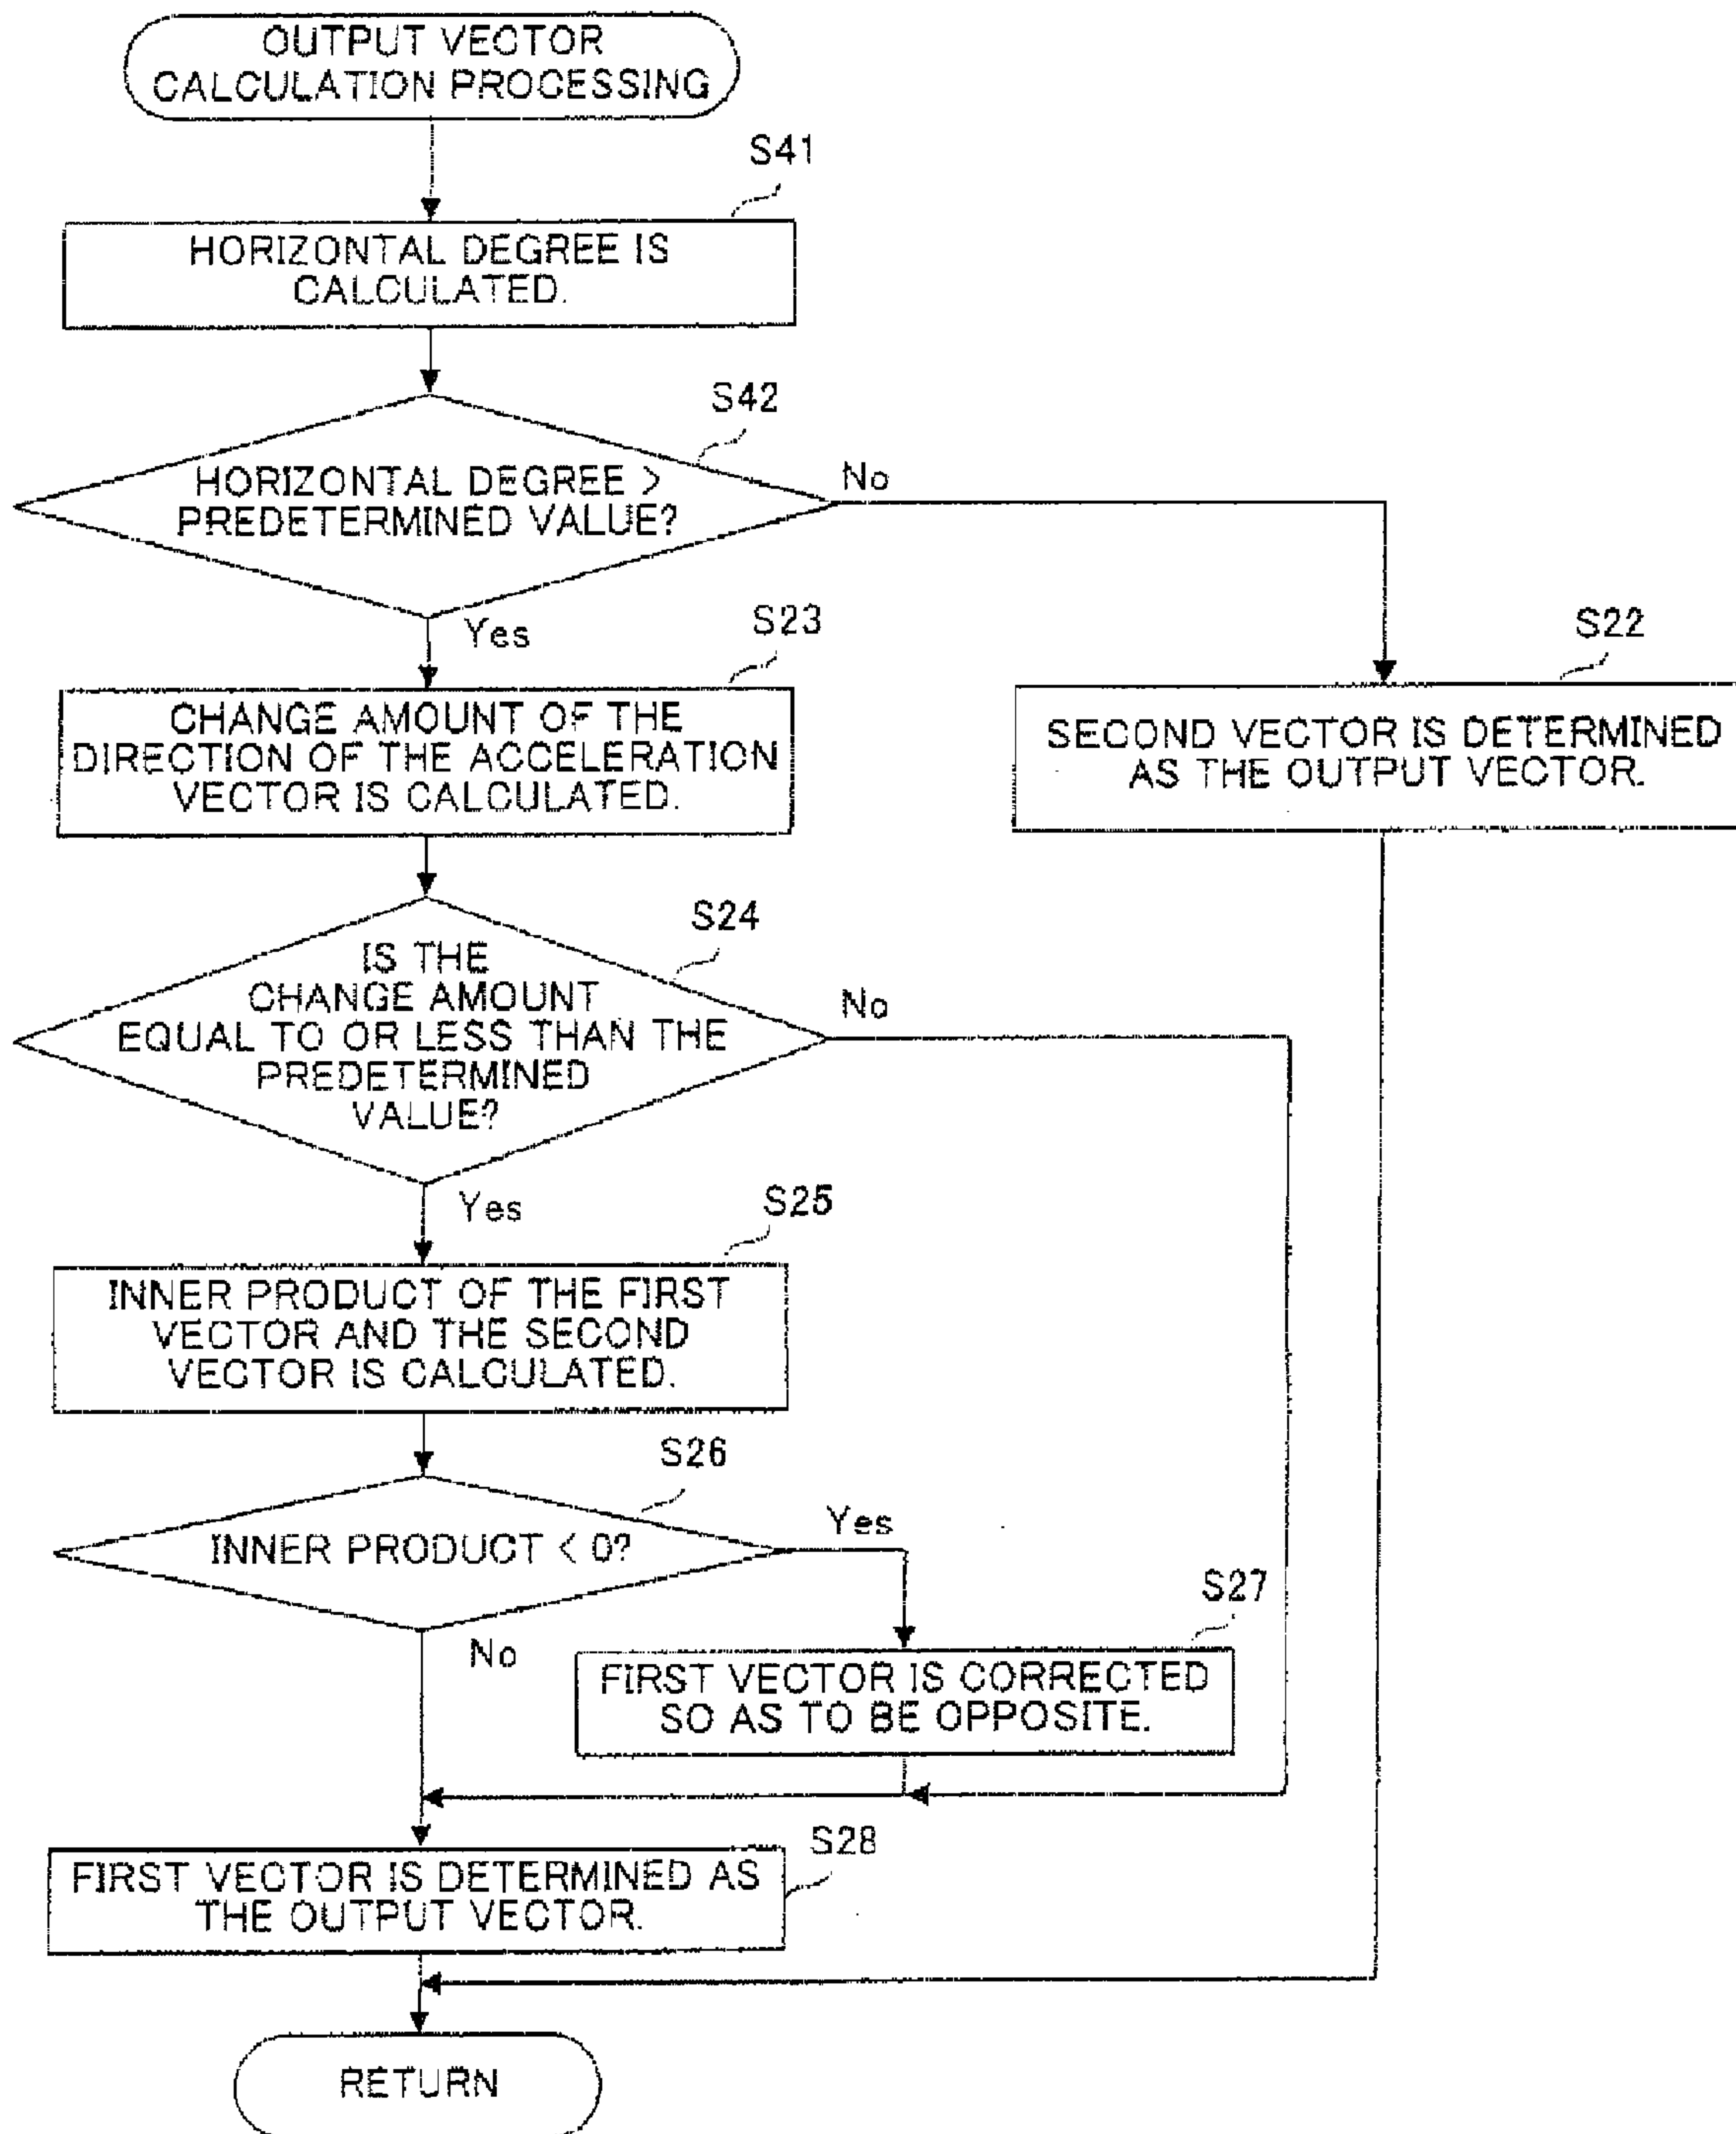 OUTPUT VECTOR
CALCULATION PROCESSING
S41
HORIZONTAL DEGREE IS
CALCULATED.
S42
HORIZONTAL DEGREE >
PREDETERMINED VALUE?
No
Yes
S23
S22
CHANGE AMOUNT OF THE
DIRECTION OF THE ACCELERATION
VECTOR IS CALCULATED.
SECOND VECTOR IS DETERMINED
AS THE OUTPUT VECTOR.
S24
IS THE
CHANGE AMOUNT
EQUAL TO OR LESS THAN THE
PREDETERMINED
VALUE?
No
Yes
S25
INNER PRODUCT OF THE FIRST
VECTOR AND THE SECOND
VECTOR IS CALCULATED.
S26
INNER PRODUCT < 0?
Yes
No
S27
FIRST VECTOR IS CORRECTED
SO AS TO BE OPPOSITE.
S28
FIRST VECTOR IS DETERMINED AS
THE OUTPUT VECTOR.
RETURN